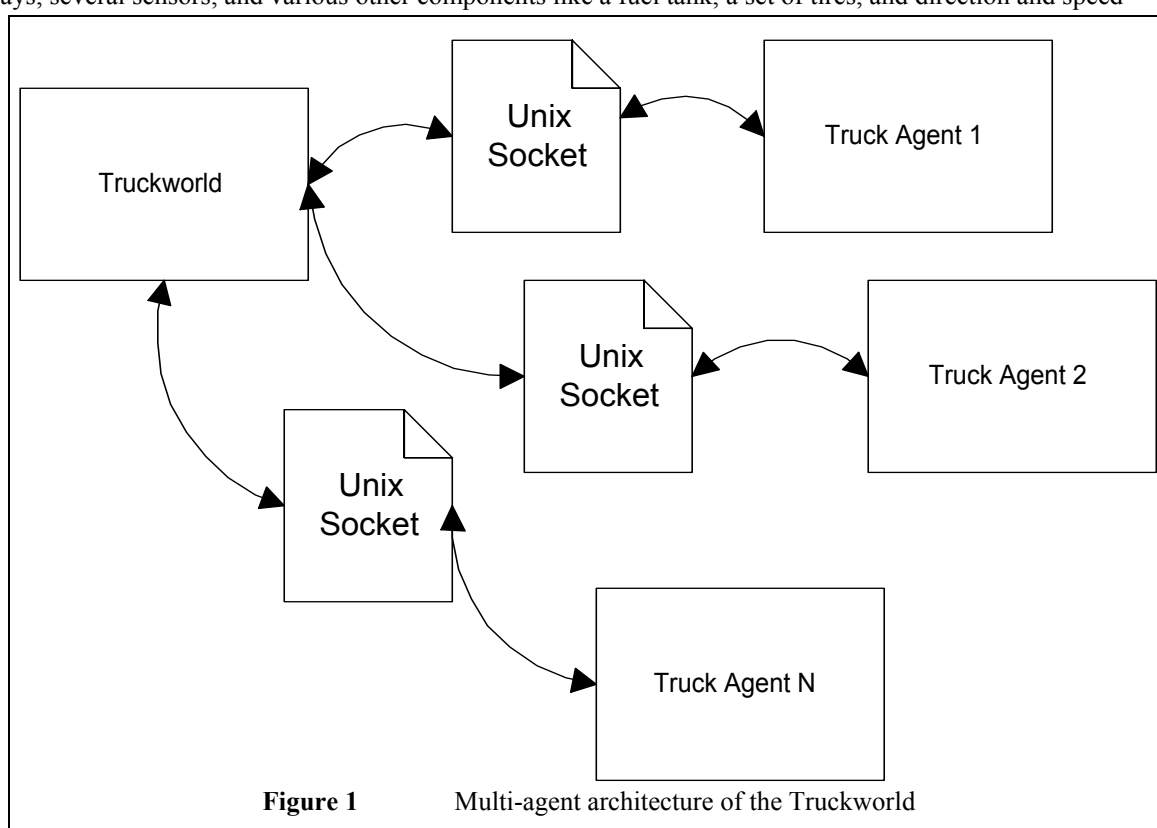 several sensors, and various other components like a fuel tank, a set of tires, and direction and speed
Unix
Socket
Truck Agent 1
Truckworld
Unix
Socket
Truck Agent 2
Unix
Socket
Truck Agent N
Figure 1 Multi-agent architecture of the Truckworld